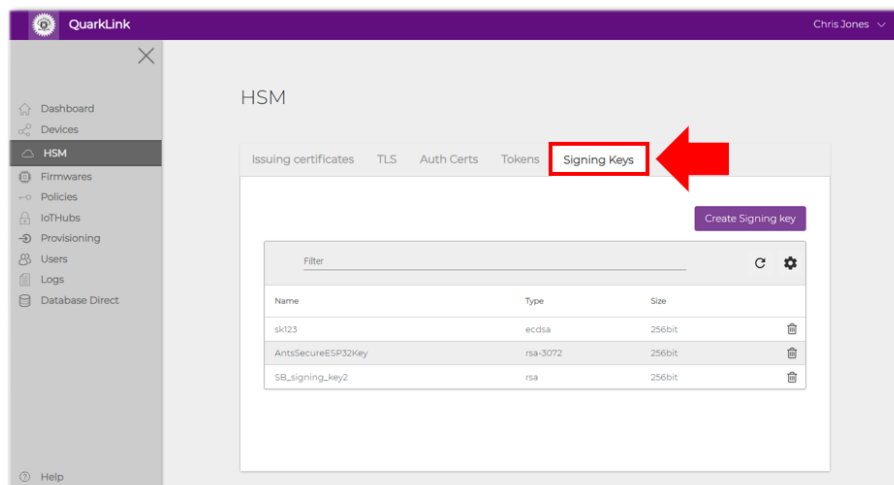 QuarkLink
Chris Jones
Dashboard
Devices
HSM
Firmwares
Policies
IoTHubs
Provisioning
Users
Logs
Database Direct
Help
HSM
Issuing certificates TLS Auth Certs Tokens Signing Keys
Create Signing key
Filter
Name Type Size
sk123 ecdsa 256bit
AntsSecureESP32Key rsa-3072 256bit
SB_signing_key2 rsa 256bit